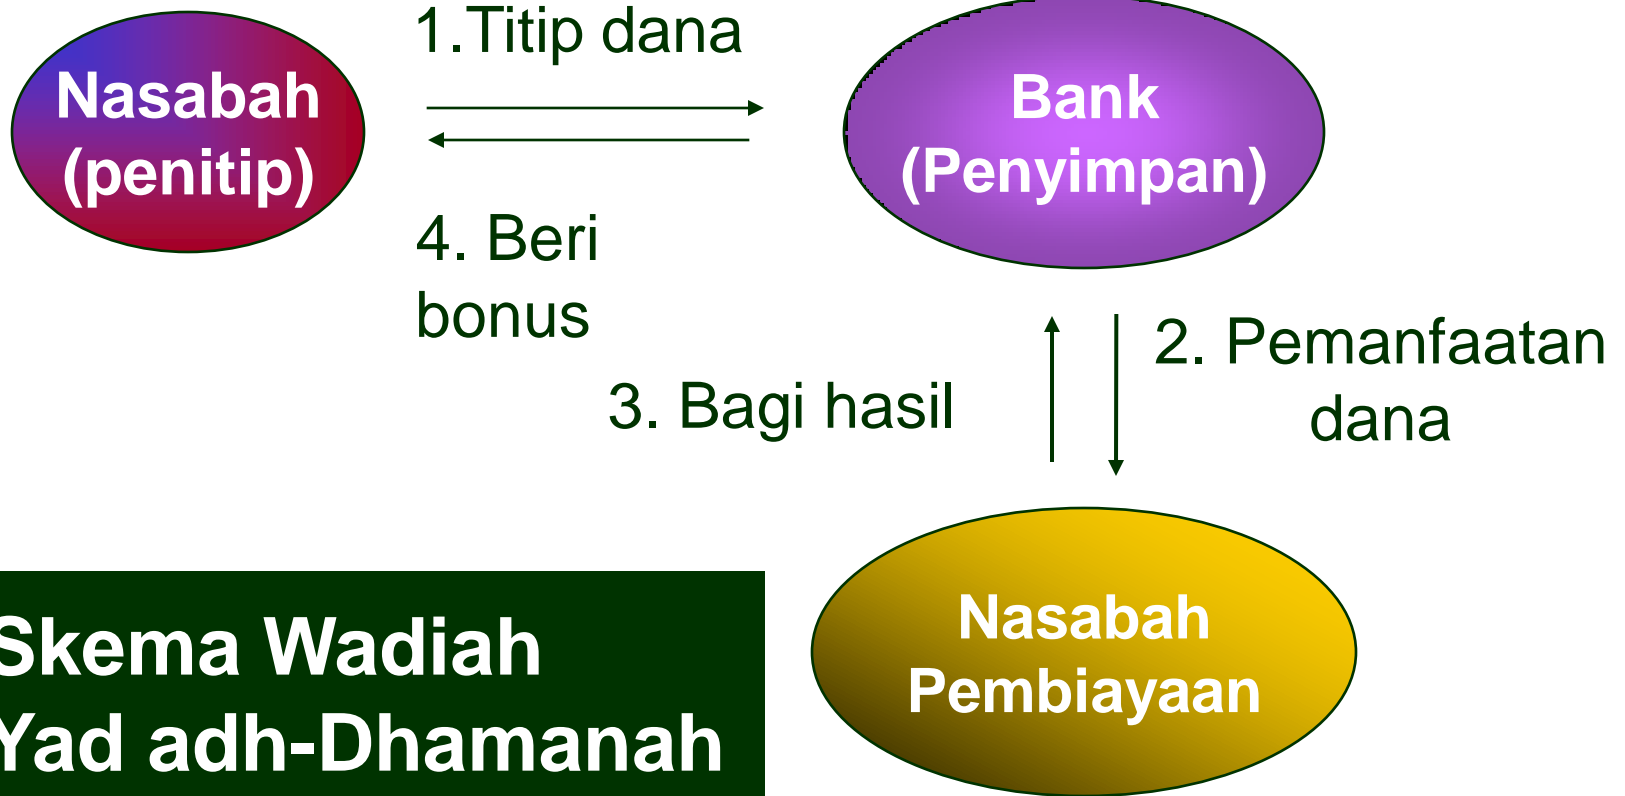 1.Titip dana
Nasabah
(penitip)
Bank
(Penyimpan)
4. Beri
bonus
2. Pemanfaatan
dana
3. Bagi hasil
Nasabah
Pembiayaan
Skema Wadiah
Yad adh-Dhamanah